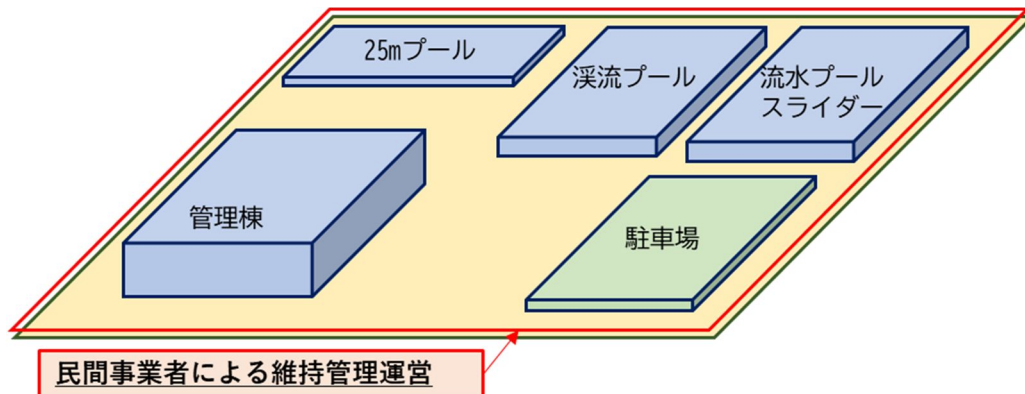 25mプール
渓流プール
流水プール
スライダー
管理棟
駐車場
民間事業者による維持管理運営